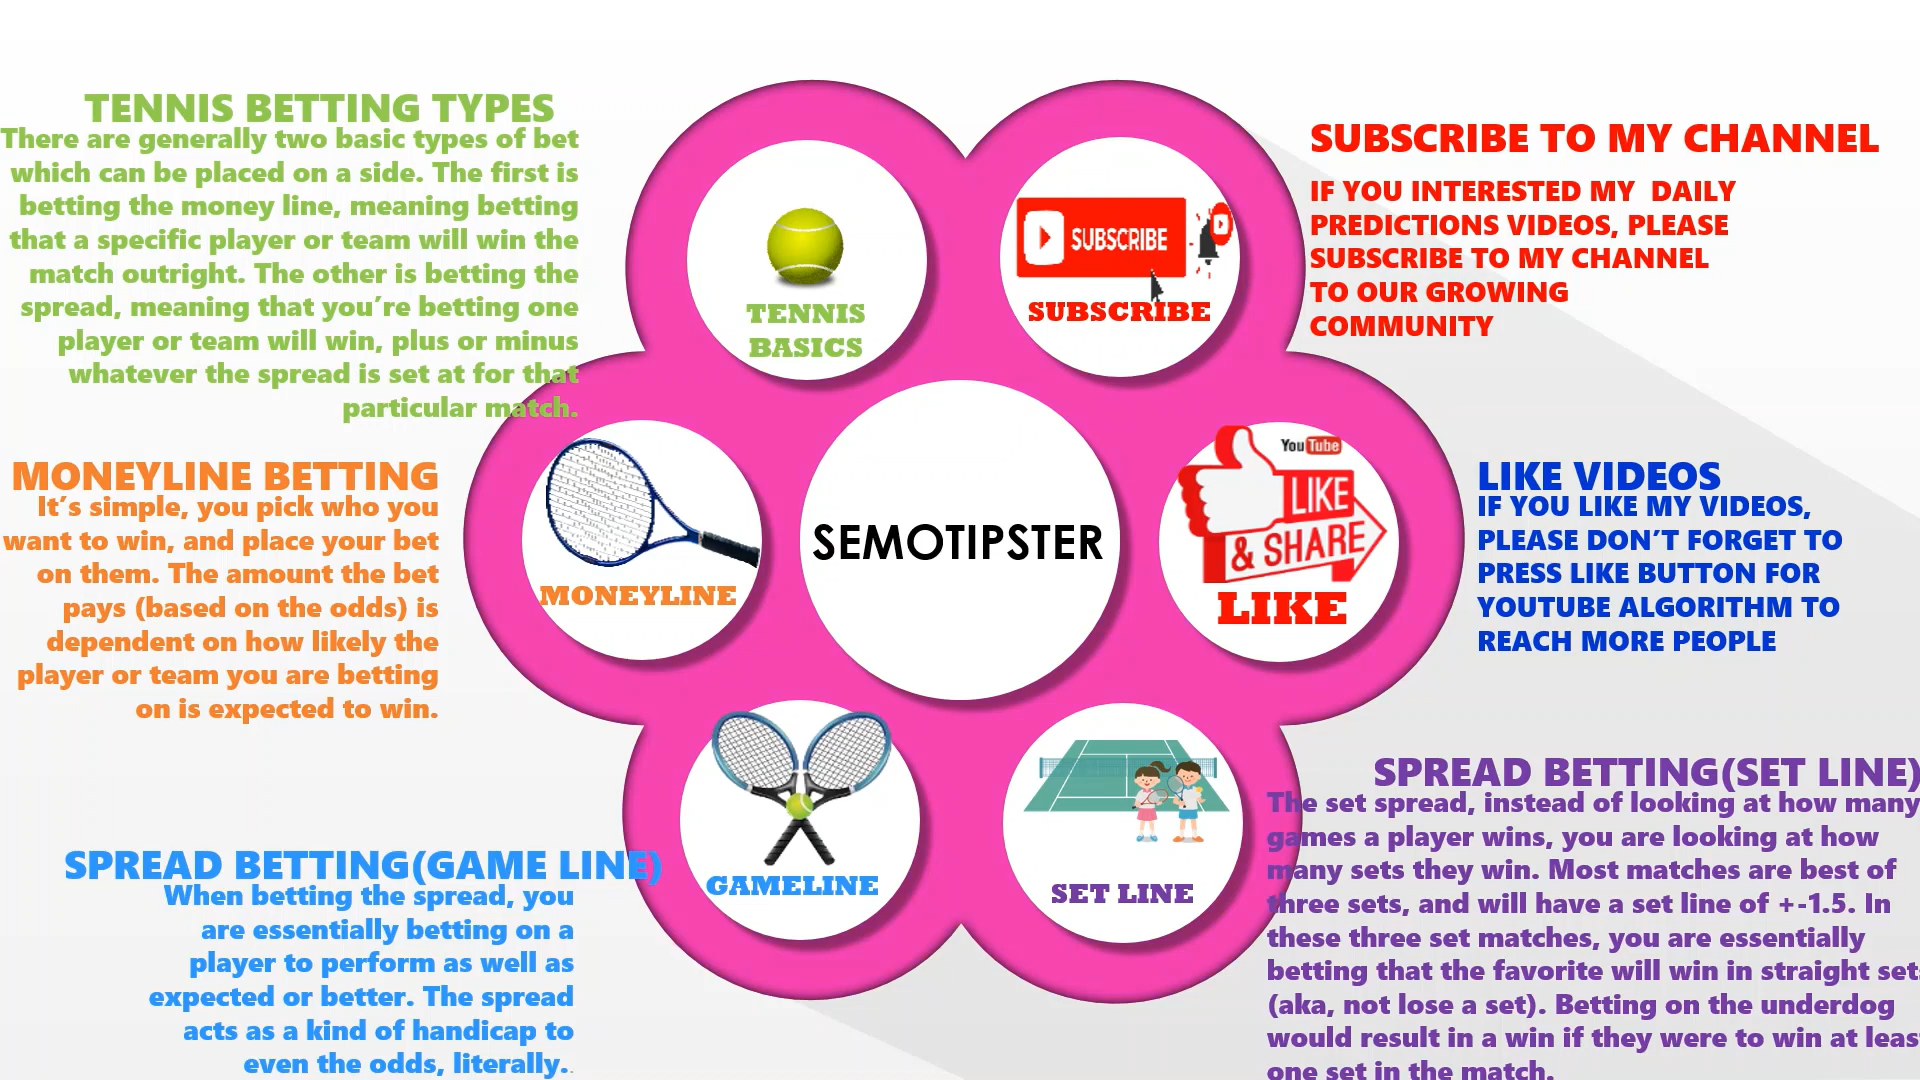 TENNIS BETTING TYPES
There are generally two basic types of bet
which can be placed on a side. The first is
betting the money line, meaning betting
that a specific player or team will win the
match outright. The other is betting the
spread, meaning that you’re betting one
player or team will win, plus or minus
whatever the spread is set at for that
particular match.
MONEYLINE BETTING
It’s simple, you pick who you
want to win, and place your bet
on them. The amount the bet
pays (based on the odds) is
dependent on how likely the
player or team you are betting
on is expected to win.
SPREAD BETTING(GAME LINE)
When betting the spread, you
are essentially betting on a
player to perform as well as
expected or better. The spread
acts as a kind of handicap to
even the odds, literally..
TENNIS
BASICS
SUBSCRIBE
SUBSCRIBE
MONEYLINE
SEMOTIPSTER
YouTube
LIKE
& SHARE
LIKE
GAMELINE
SET LINE
SUBSCRIBE TO MY CHANNEL
IF YOU INTERESTED MY DAILY
PREDICTIONS VIDEOS, PLEASE
SUBSCRIBE TO MY CHANNEL
TO OUR GROWING
COMMUNITY
LIKE VIDEOS
IF YOU LIKE MY VIDEOS,
PLEASE DON’T FORGET TO
PRESS LIKE BUTTON FOR
YOUTUBE ALGORITHM TO
REACH MORE PEOPLE
SPREAD BETTING(SET LINE)
The set spread, instead of looking at how many
games a player wins, you are looking at how
many sets they win. Most matches are best of
three sets, and will have a set line of +-1.5. In
these three set matches, you are essentially
betting that the favorite will win in straight sets
(aka, not lose a set). Betting on the underdog
would result in a win if they were to win at least
one set in the match.